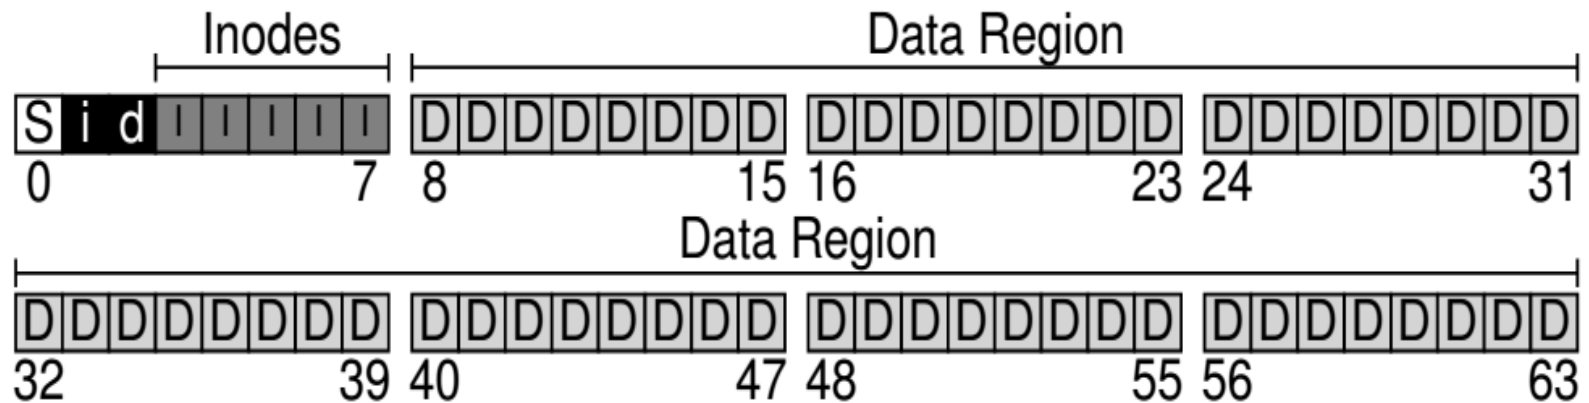 Inodes Data Region
S i d I I I I I D D D D D D D D D D D D D D D D D D D D D D D D
0 7 8 15 16 23 24 31
Data Region
D D D D D D D D D D D D D D D D D D D D D D D D D D D D D D D D
32 39 40 47 48 55 56 63